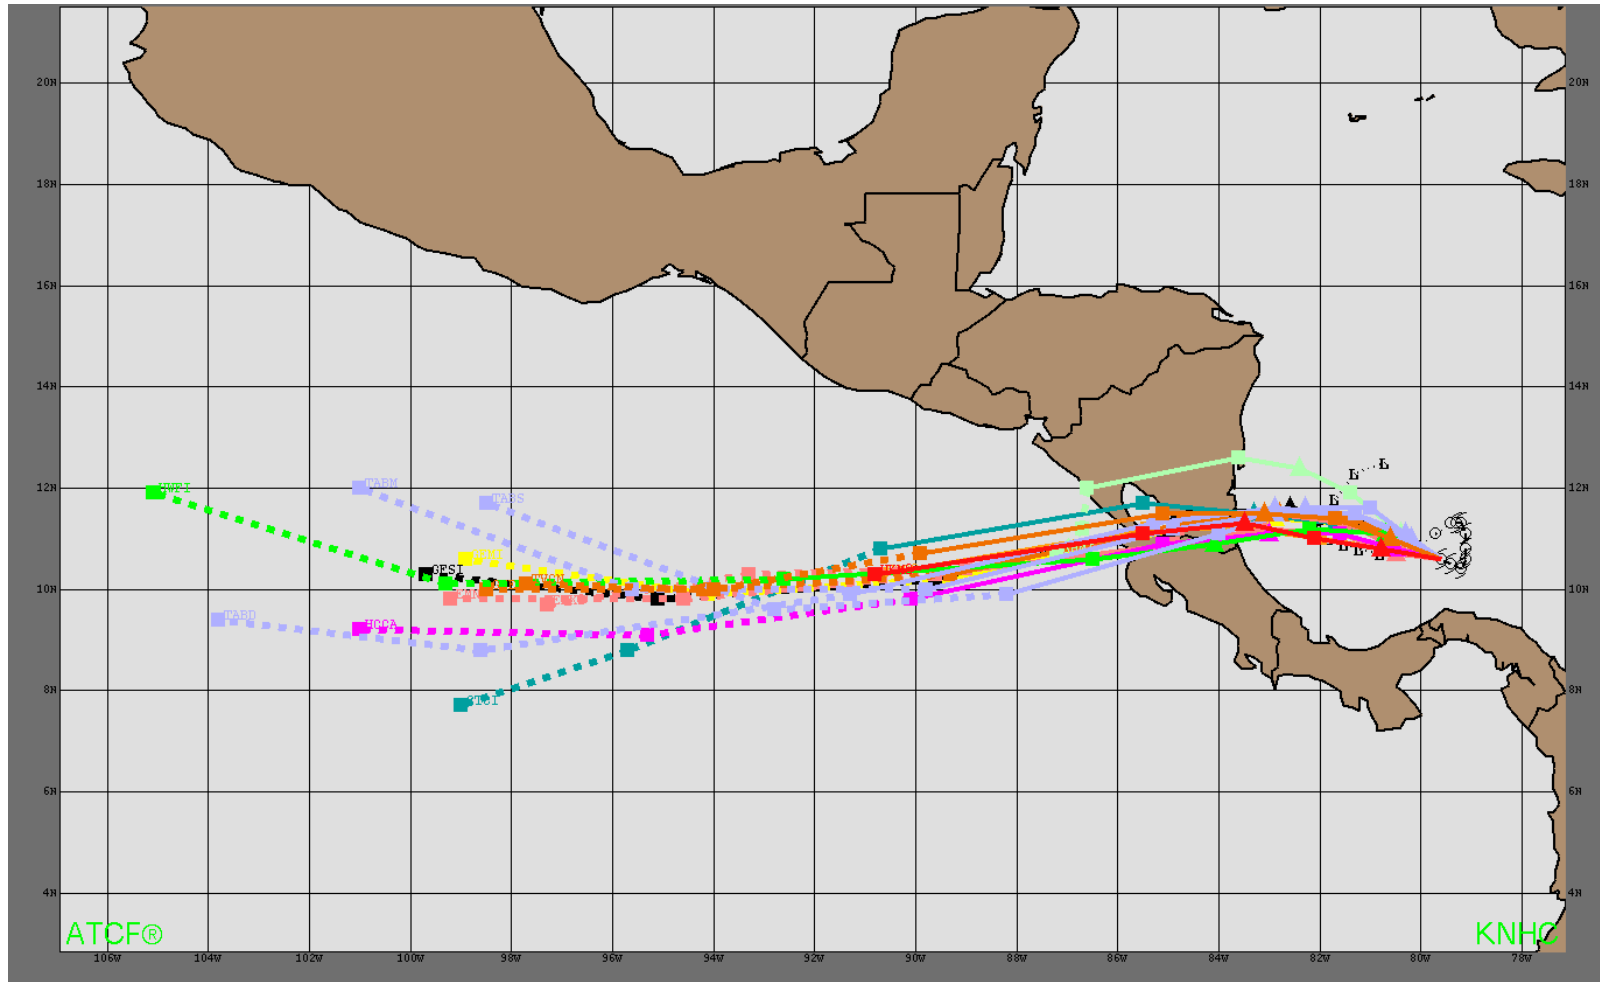 20N 20N
18N 18N
16N 16N
14N 14N
12N 12N
HWFI
TABM
TABS
GFSI
TVCN
10N 10N
TABD
HCCA
8N 8N
CTCI
6N 6N
4N 4N
L L
L
L
ATCF® KNHC
106W 104W 102W 100W 98W 96W 94W 92W 90W 88W 86W 84W 82W 80W 78W